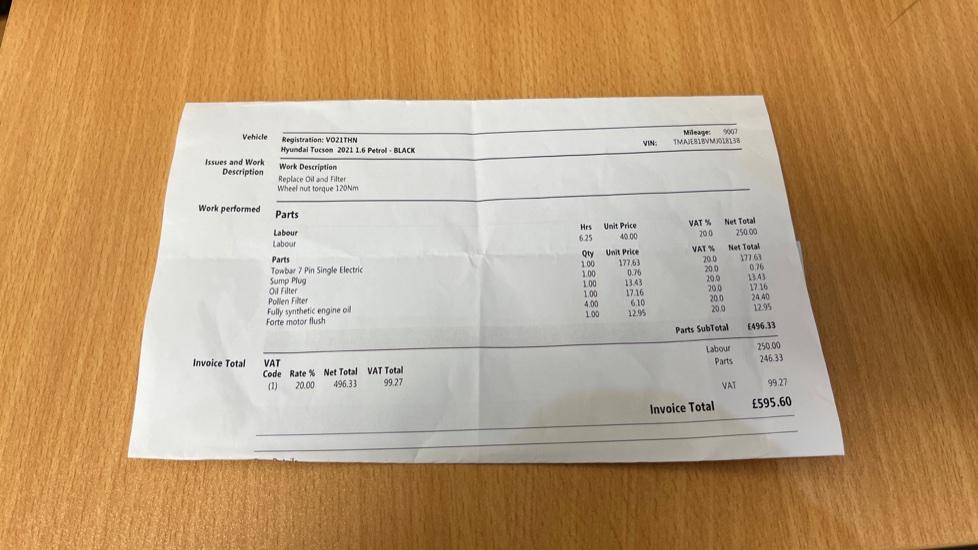 Vehicle Registration: VO21THN Mileage: 9007
Hyundai Tucson 2021 1.6 Petrol - BLACK VIN: TMAJE81BVMJ018138
Issues and Work Description Work Description
Replace Oil and Filter
Wheel nut torque 120Nm
Work performed Parts
Labour Hrs Unit Price VAT % Net Total
Labour 6.25 40.00 20.0 250.00
Parts Qty Unit Price VAT % Net Total
Towbar 7 Pin Single Electric 1.00 177.63 20.0 177.63
Sump Plug 1.00 0.76 20.0 0.76
Oil Filter 1.00 13.43 20.0 13.43
Pollen Filter 1.00 17.16 20.0 17.16
Fully synthetic engine oil 4.00 6.10 20.0 24.40
Forte motor flush 1.00 12.95 20.0 12.95
Parts SubTotal £496.33
Invoice Total VAT Labour 250.00
Code Rate % Net Total VAT Total Parts 246.33
(1) 20.00 496.33 99.27
VAT 99.27
Invoice Total £595.60